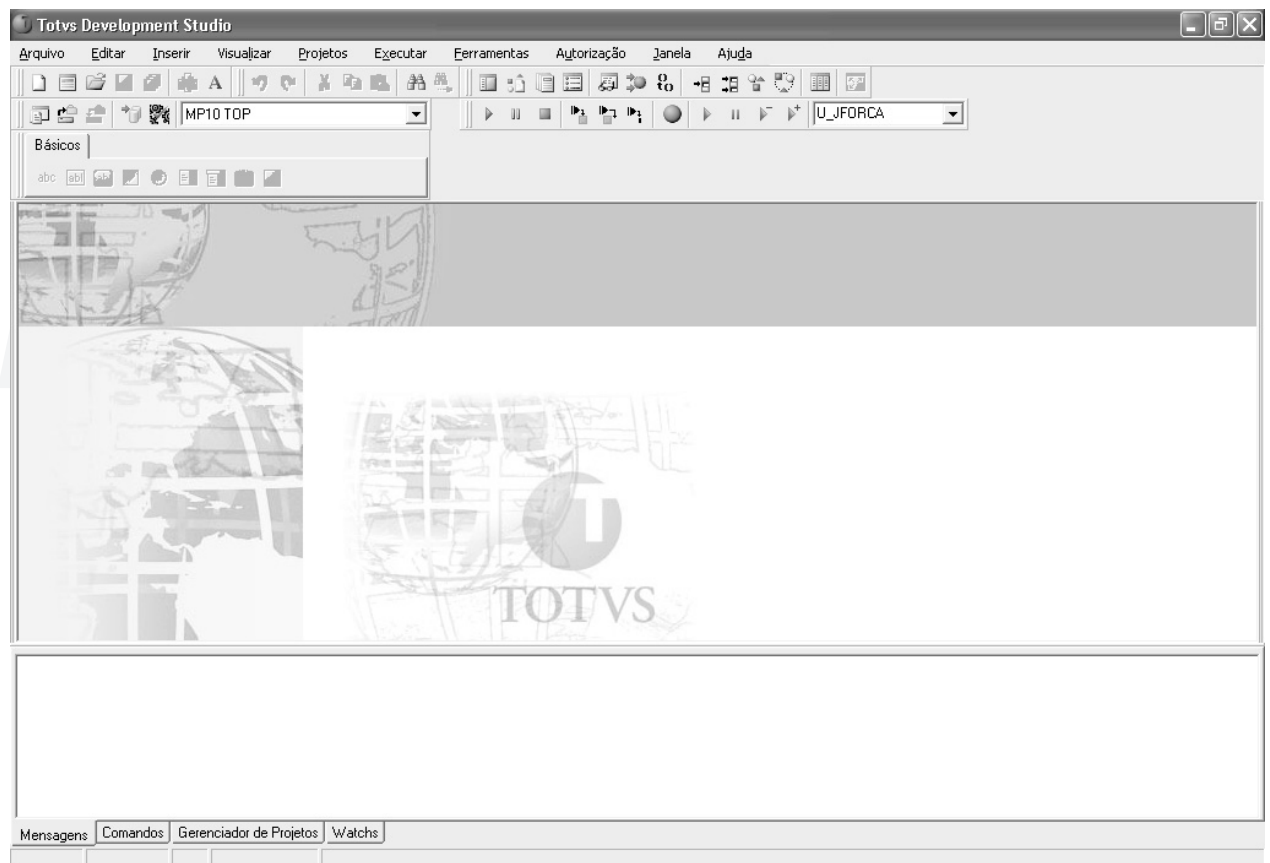 Totvs Development Studio
Arquivo Editar Inserir Visualizar Projetos Executar Ferramentas Autorização Janela Ajuda
MP10 TOP
U_JFORCA
Básicos
abc abl
TOTVS
Mensagens Comandos Gerenciador de Projetos Watchs